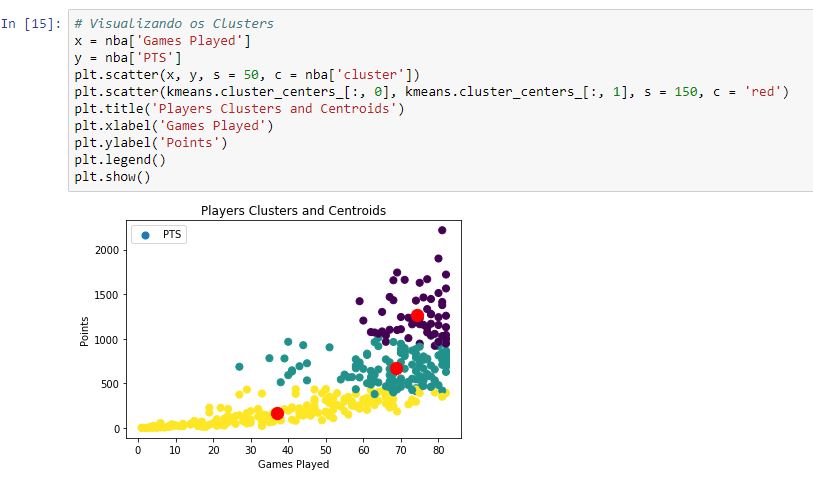 In [15]:
# Visualizando os Clusters
x = nba['Games Played']
y = nba['PTS']
plt.scatter(x, y, s = 50, c = nba['cluster'])
plt.scatter(kmeans.cluster_centers_[:, 0], kmeans.cluster_centers_[:, 1], s = 150, c = 'red')
plt.title('Players Clusters and Centroids')
plt.xlabel('Games Played')
plt.ylabel('Points')
plt.legend()
plt.show()
Players Clusters and Centroids
PTS
2000
1500
1000
500
0
Points
0 10 20 30 40 50 60 70 80
Games Played